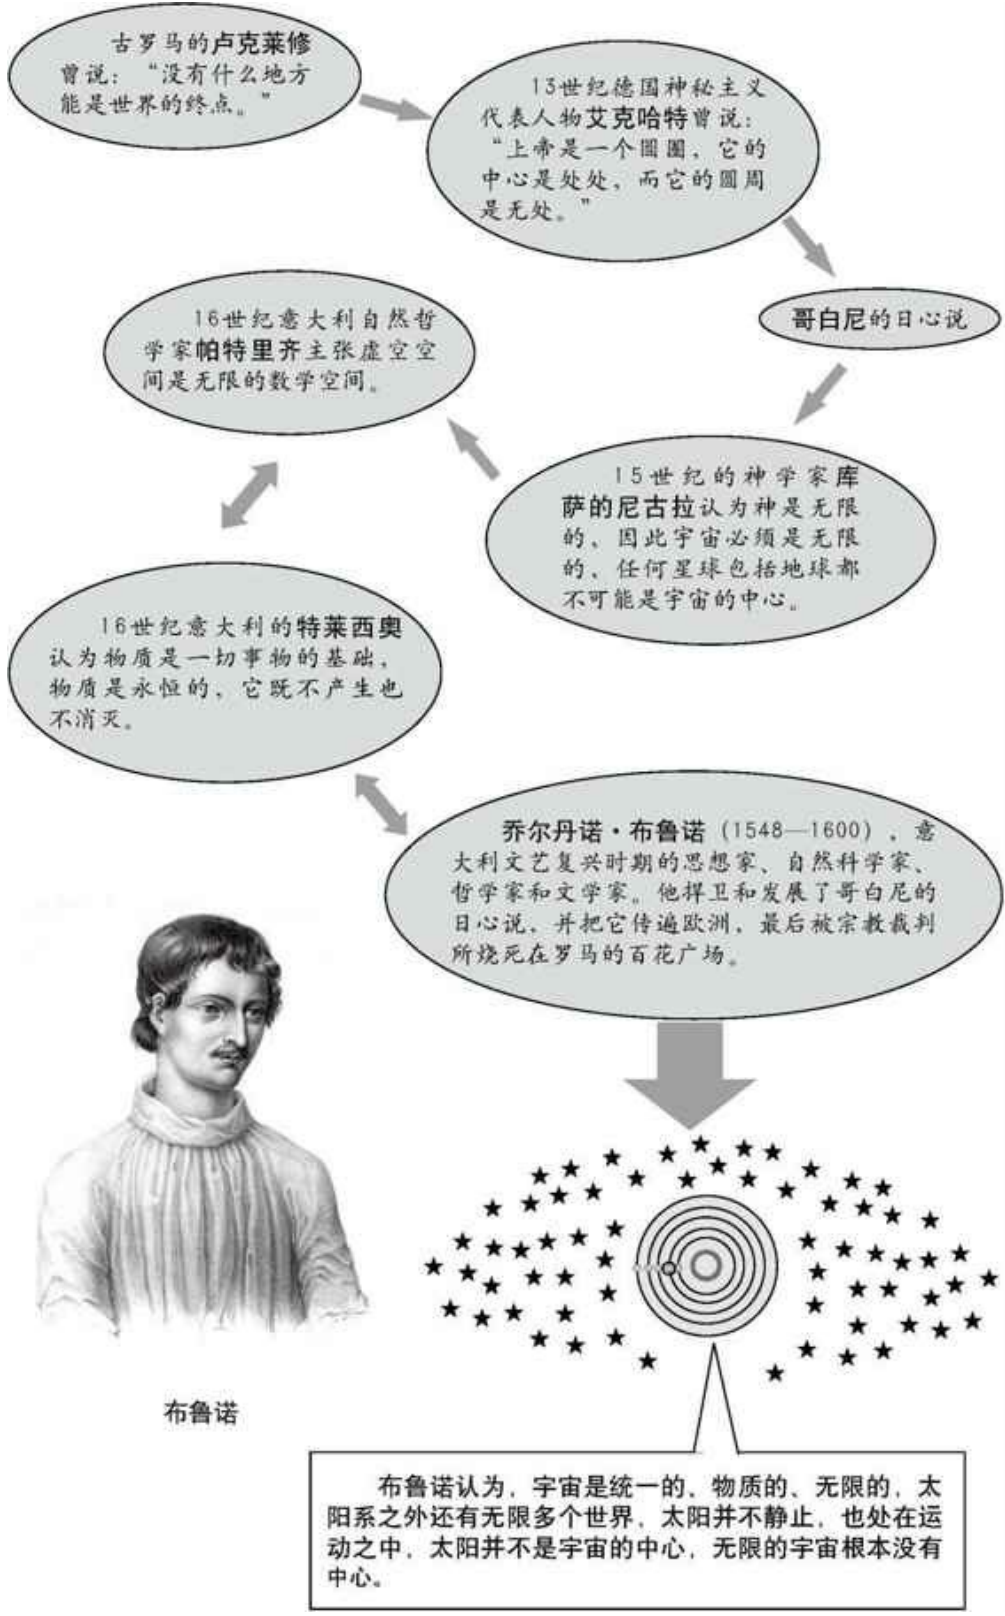 古罗马的卢克莱修
曾说：“没有什么地方
能是世界的终点。”
13世纪德国神秘主义
代表人物艾克哈特曾说：
“上帝是一个圆圈，它的
中心是处处，而它的圆周
是无处。”
哥白尼的日心说
16世纪意大利自然哲
学家帕特里齐主张虚空空
间是无限的数学空间。
15世纪的神学家库
萨的尼古拉认为神是无限
的，因此宇宙必须是无限
的，任何星球包括地球都
不可能是宇宙的中心。
16世纪意大利的特莱西奥
认为物质是一切事物的基础，
物质是永恒的，它既不产生也
不消灭。
乔尔丹诺·布鲁诺（1548—1600），意
大利文艺复兴时期的思想家、自然科学家、
哲学家和文学家。他捍卫和发展了哥白尼的
日心说，并把它传遍欧洲，最后被宗教裁判
所烧死在罗马的百花广场。
布鲁诺
布鲁诺认为，宇宙是统一的、物质的、无限的，太
阳系之外还有无限多个世界，太阳并不静止，也处在运
动之中，太阳并不是宇宙的中心，无限的宇宙根本没有
中心。